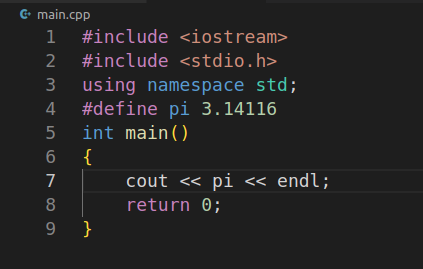 main.cpp
1 #include <iostream>
2 #include <stdio.h>
3 using namespace std;
4 #define pi 3.14116
5 int main()
6 {
7     cout << pi << endl;
8     return 0;
9 }